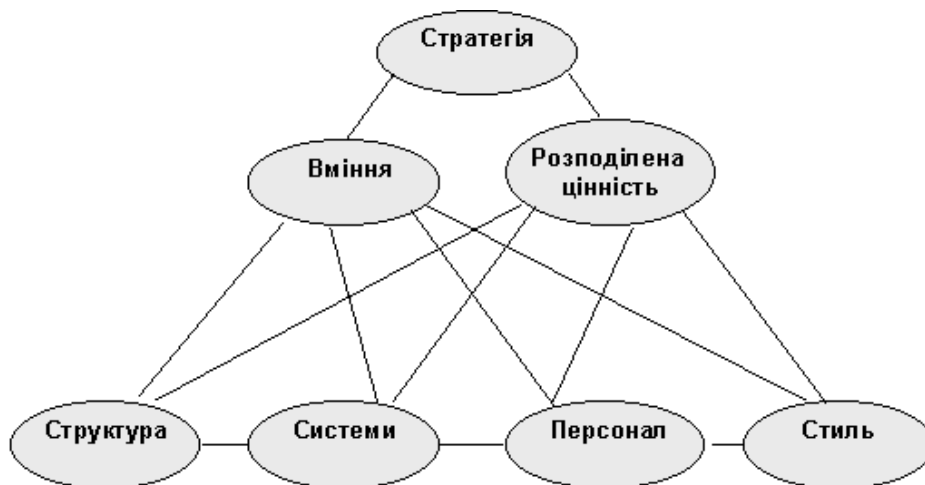 Стратегія
Вміння
Розподілена
цінність
Структура
Системи
Персонал
Стиль